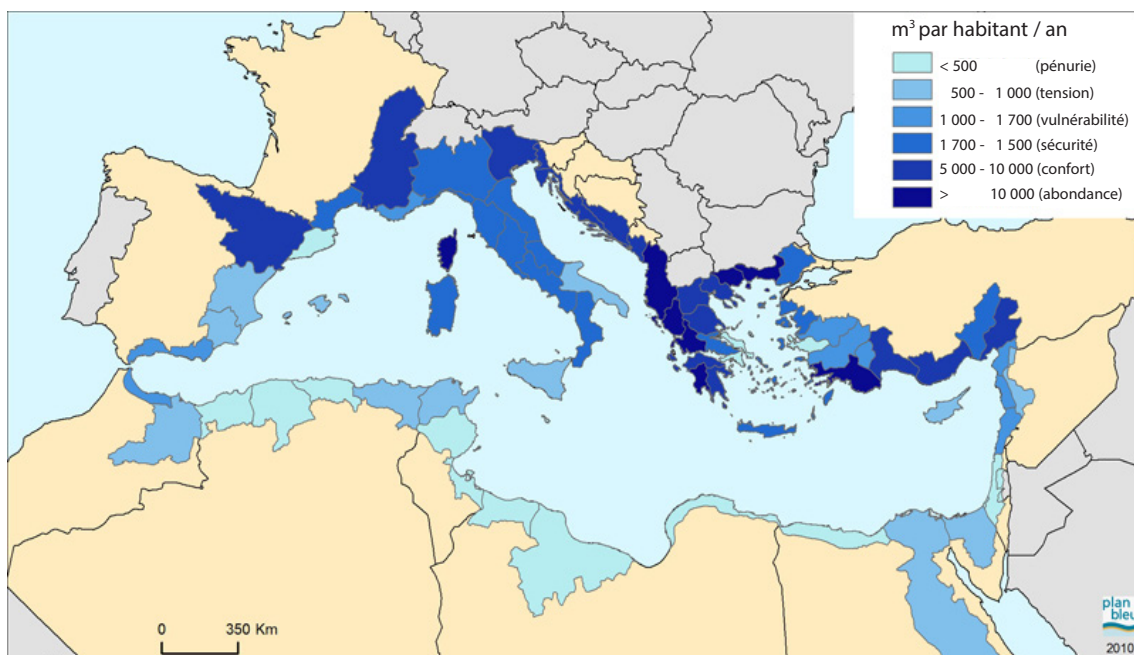 m³ par habitant / an
< 500 (pénurie)
500 - 1 000 (tension)
1 000 - 1 700 (vulnérabilité)
1 700 - 1 500 (sécurité)
5 000 - 10 000 (confort)
> 10 000 (abondance)
0 350 Km
plan
bleu
2010